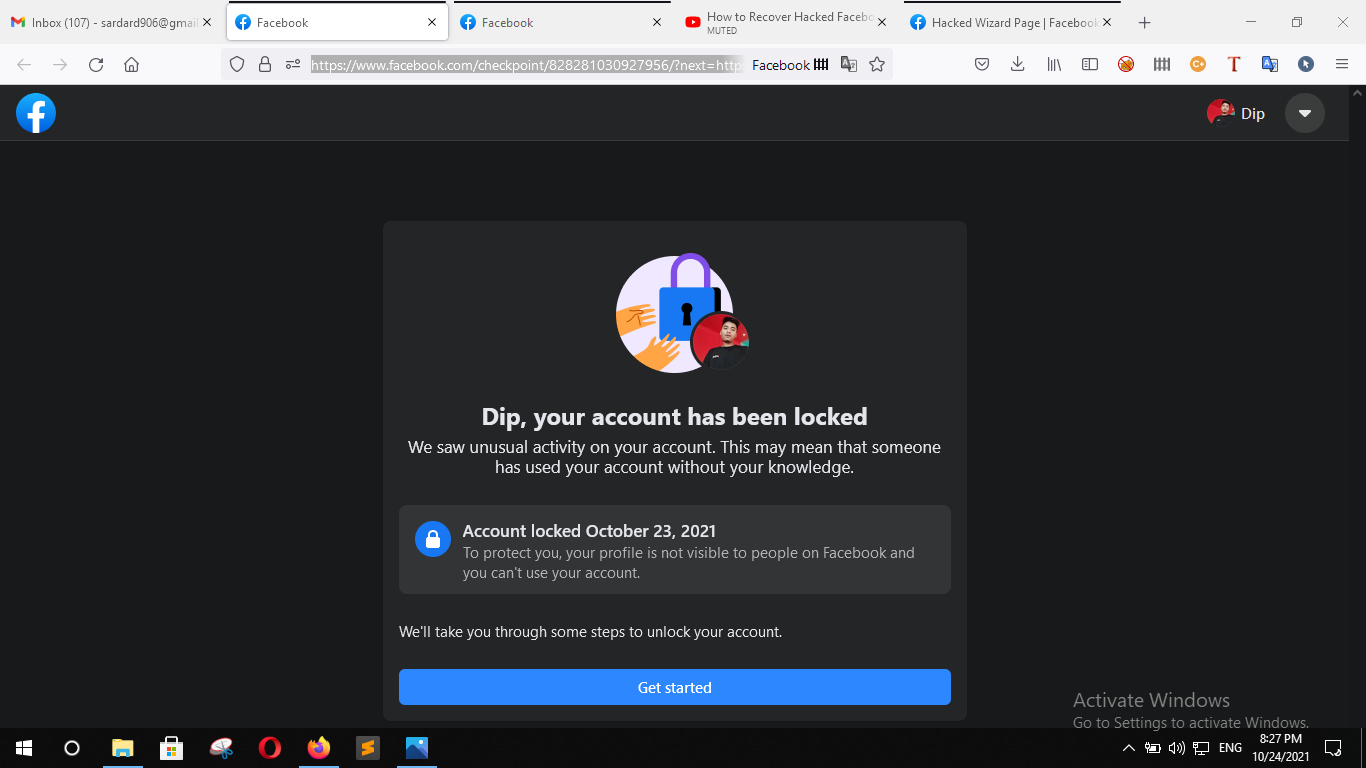 Inbox (107) - sardard906@gmail
Facebook
Facebook
How to Recover Hacked Facebo
MUTED
Hacked Wizard Page | Facebook
https://www.facebook.com/checkpoint/828281030927956/?next=http
Facebook
Dip
Dip, your account has been locked
We saw unusual activity on your account. This may mean that someone
has used your account without your knowledge.
Account locked October 23, 2021
To protect you, your profile is not visible to people on Facebook and
you can't use your account.
We'll take you through some steps to unlock your account.
Get started
Activate Windows
Go to Settings to activate Windows.
ENG
8:27 PM
10/24/2021